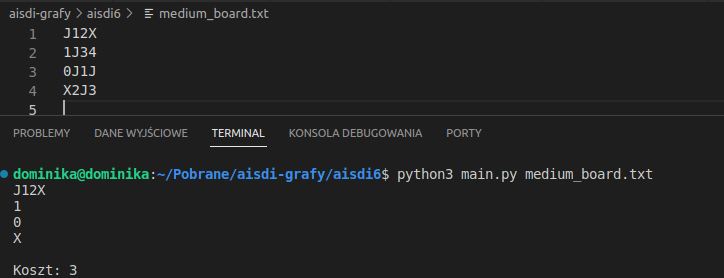 aisdi-grafy > aisdi6 > medium_board.txt
1 J12X
2 1J34
3 0J1J
4 X2J3
5
PROBLEMY DANE WYJŚCIOWE TERMINAL KONSOLA DEBUGOWANIA PORTY
dominika@dominika:~/Pobrane/aisdi-grafy/aisdi6$ python3 main.py medium_board.txt
J12X
1
0
X
Koszt: 3